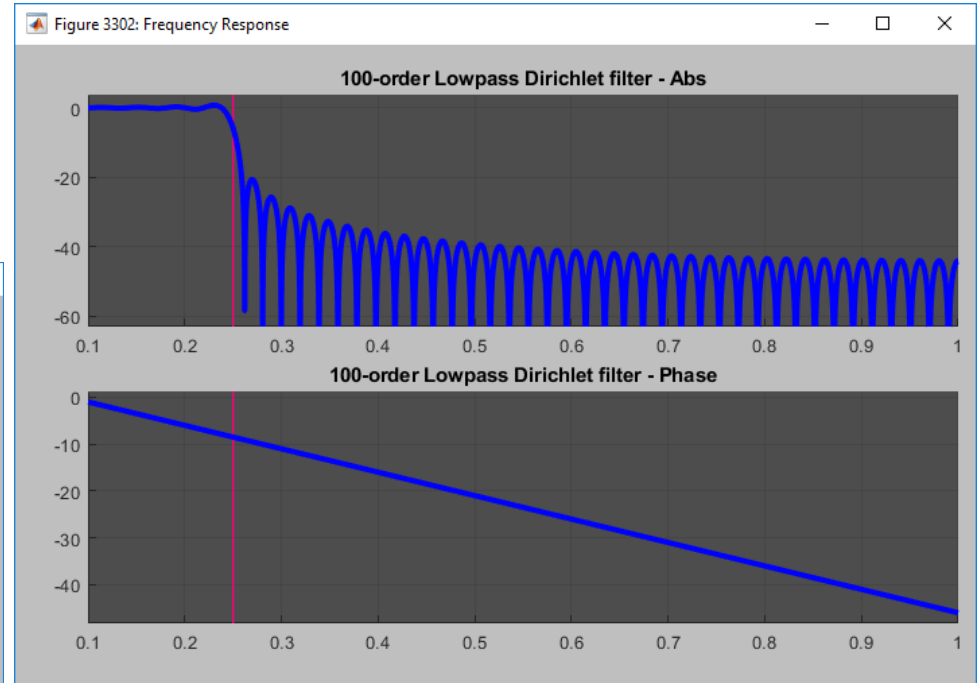 Figure 3302: Frequency Response
100-order Lowpass Dirichlet filter - Abs
0
-20
-40
-60
0.1 0.2 0.3 0.4 0.5 0.6 0.7 0.8 0.9 1
100-order Lowpass Dirichlet filter - Phase
0
-10
-20
-30
-40
0.1 0.2 0.3 0.4 0.5 0.6 0.7 0.8 0.9 1